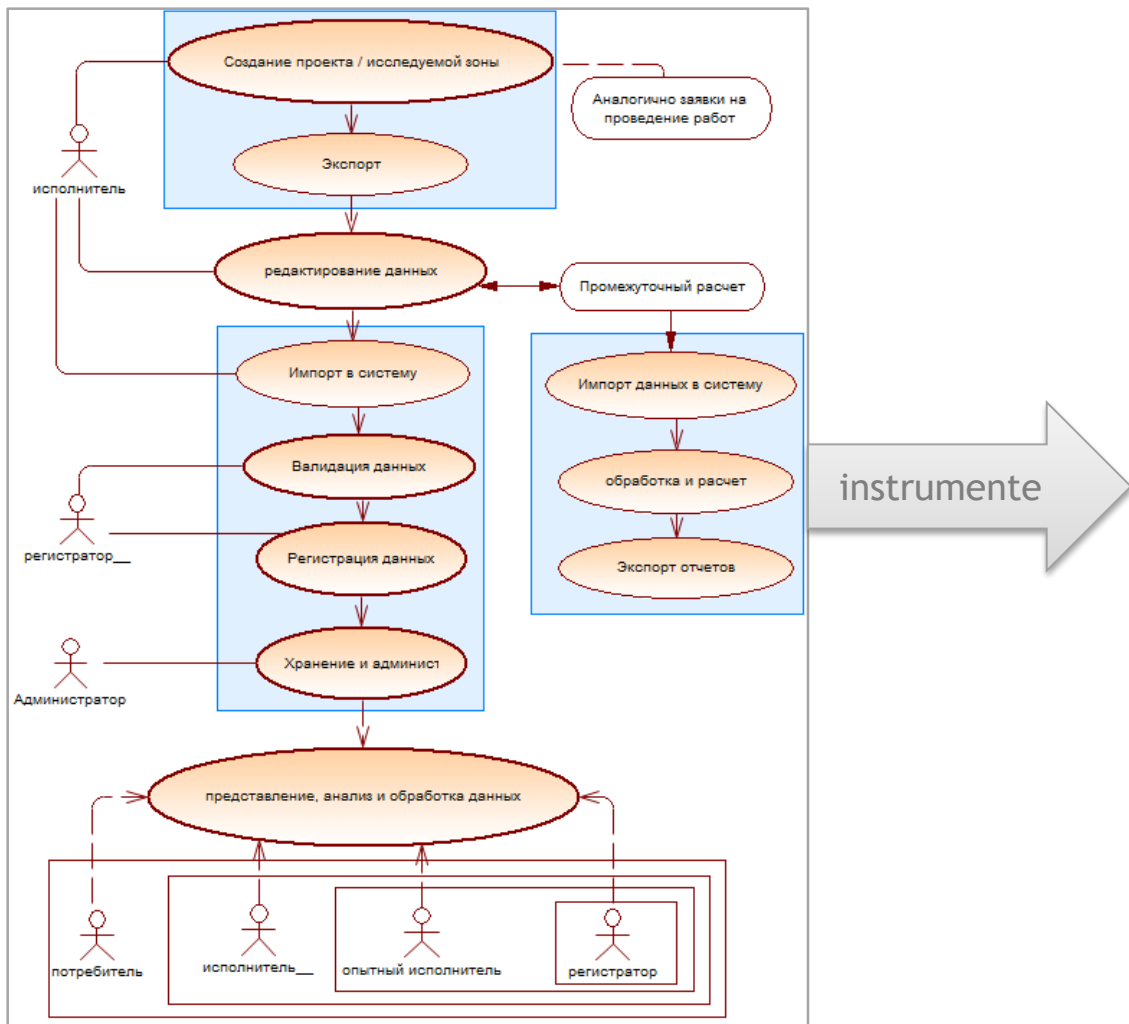 Создание проекта / исследуемой зоны
Аналогично заявки на
проведение работ
Экспорт
исполнитель
редактирование данных
Промежуточный расчет
Импорт в систему
Импорт данных в систему
Валидация данных
обработка и расчет
instrumente
регистратор__
Регистрация данных
Экспорт отчетов
Хранение и админист
Администратор
представление, анализ и обработка данных
потребитель
исполнитель__
опытный исполнитель
регистратор